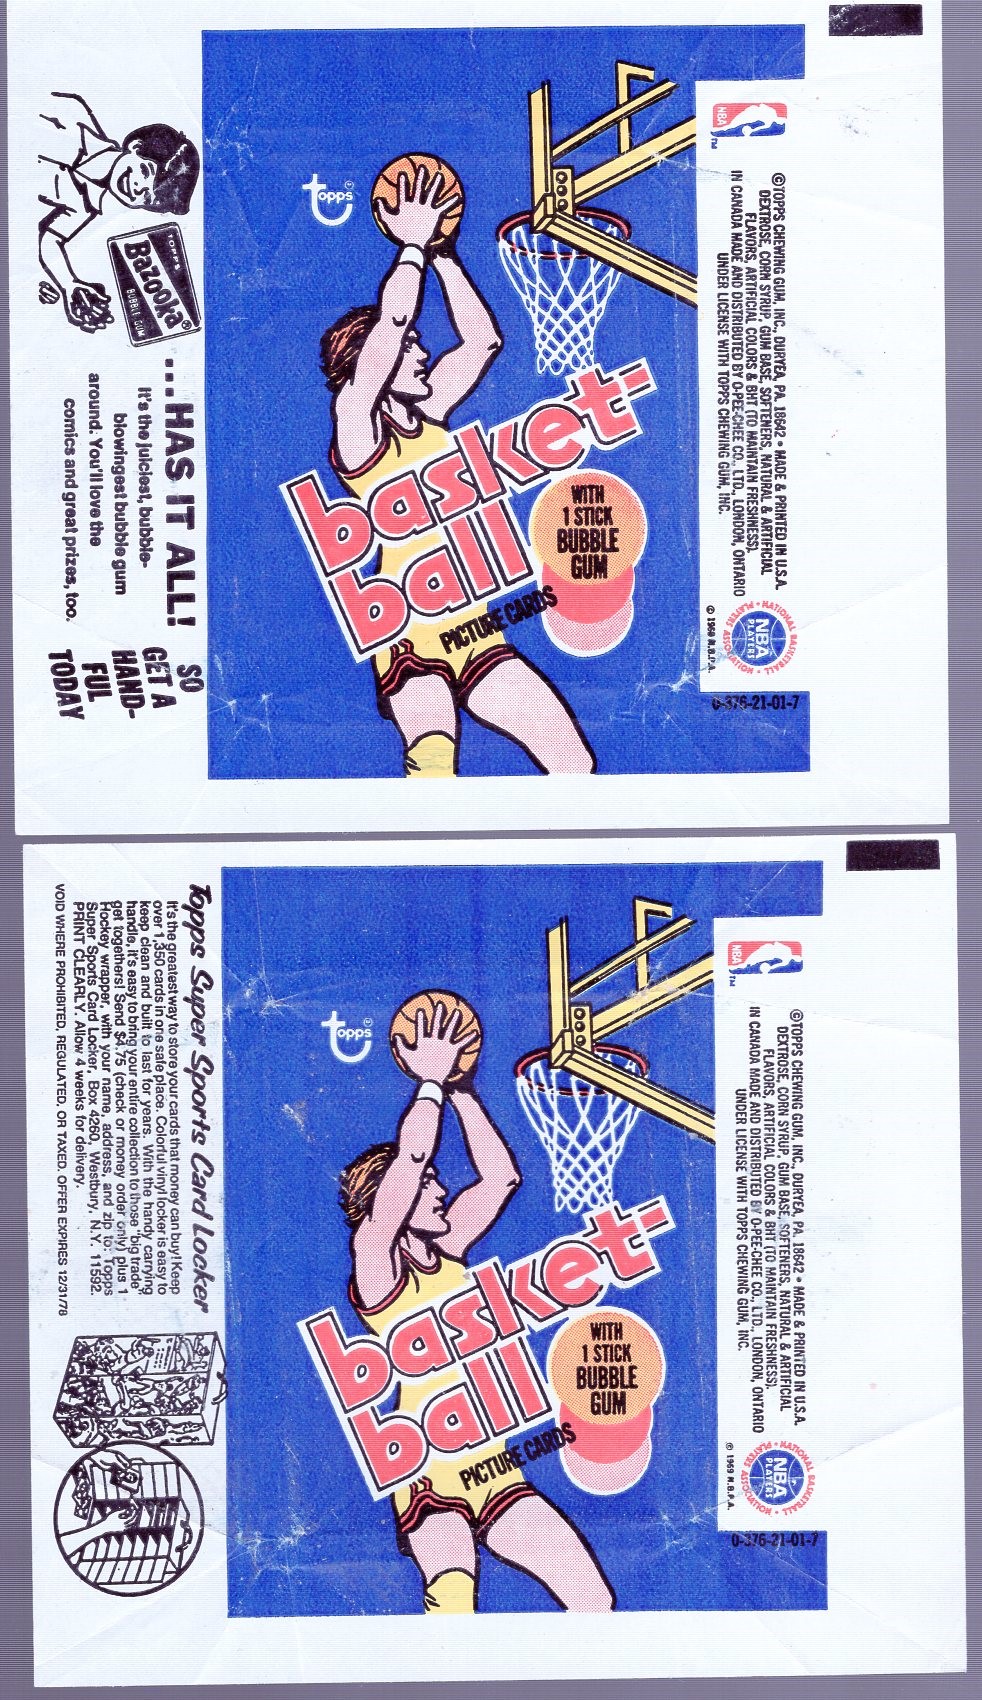 topps
basket-
ball
PICTURE CARDS
WITH
1 STICK
BUBBLE
GUM
NBA
TM
©TOPPS CHEWING GUM, INC., DURYEA, PA. 18642 • MADE & PRINTED IN U.S.A.
DEXTROSE, CORN SYRUP, GUM BASE, SOFTENERS, NATURAL & ARTIFICIAL
FLAVORS, ARTIFICIAL COLORS & BHT (TO MAINTAIN FRESHNESS).
IN CANADA MADE AND DISTRIBUTED BY O-PEE-CHEE CO., LTD., LONDON, ONTARIO
UNDER LICENSE WITH TOPPS CHEWING GUM, INC.
NATIONAL BASKETBALL
PLAYERS ASSOCIATION
NBA
PLAYERS
© 1969 N.B.P.A.
0-376-21-01-7
TOPPS
Bazooka®
BUBBLE GUM
...HAS IT ALL!
It's the juiciest, bubble-
blowingest bubble gum
around. You'll love the
comics and great prizes, too.
SO
GET A
HAND-
FUL
TODAY
topps
basket-
ball
PICTURE CARDS
WITH
1 STICK
BUBBLE
GUM
NBA
TM
©TOPPS CHEWING GUM, INC., DURYEA, PA. 18642 • MADE & PRINTED IN U.S.A.
DEXTROSE, CORN SYRUP, GUM BASE, SOFTENERS, NATURAL & ARTIFICIAL
FLAVORS, ARTIFICIAL COLORS & BHT (TO MAINTAIN FRESHNESS).
IN CANADA MADE AND DISTRIBUTED BY O-PEE-CHEE CO., LTD., LONDON, ONTARIO
UNDER LICENSE WITH TOPPS CHEWING GUM, INC.
NATIONAL BASKETBALL
PLAYERS ASSOCIATION
NBA
PLAYERS
© 1969 N.B.P.A.
0-376-21-01-7
Topps Super Sports Card Locker
It's the greatest way to store your cards that money can buy! Keep
over 1,350 cards in one safe place. Colorful vinyl locker is easy to
keep clean and built to last for years. With the handy carrying
handle, it's easy to bring your entire collection to those "big trade"
get togethers! Send $4.75 (check or money order only) plus 1
Hockey wrapper, with your name, address, and zip to: Topps
Super Sports Card Locker, Box 4260, Westbury, N.Y. 11592.
PRINT CLEARLY. Allow 4 weeks for delivery.
VOID WHERE PROHIBITED, REGULATED, OR TAXED. OFFER EXPIRES 12/31/78